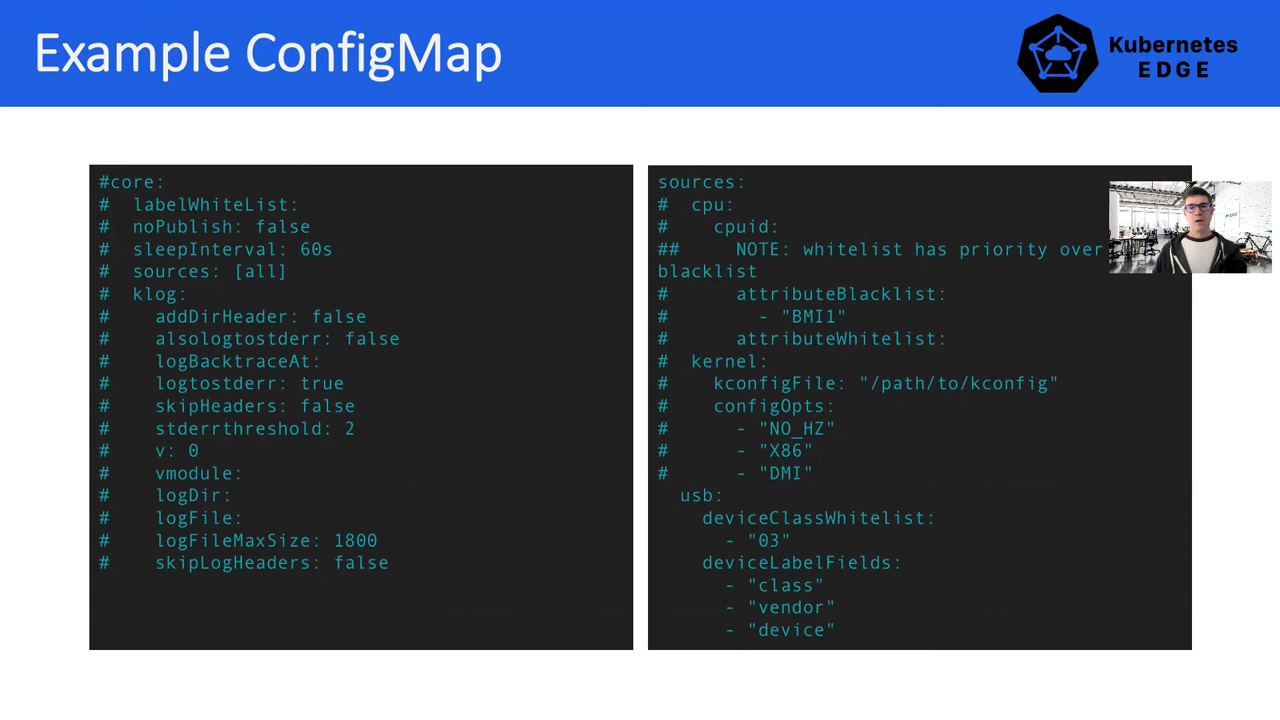 Example ConfigMap
Kubernetes
EDGE
#core:
#  labelWhiteList:
#  noPublish: false
#  sleepInterval: 60s
#  sources: [all]
#  klog:
#    addDirHeader: false
#    alsologtostderr: false
#    logBacktraceAt:
#    logtostderr: true
#    skipHeaders: false
#    stderrthreshold: 2
#    v: 0
#    vmodule:
#    logDir:
#    logFile:
#    logFileMaxSize: 1800
#    skipLogHeaders: false
sources:
#  cpu:
#    cpuid:
##     NOTE: whitelist has priority over
blacklist
#      attributeBlacklist:
#        - "BMI1"
#      attributeWhitelist:
#  kernel:
#    kconfigFile: "/path/to/kconfig"
#    configOpts:
#      - "NO_HZ"
#      - "X86"
#      - "DMI"
  usb:
    deviceClassWhitelist:
      - "03"
    deviceLabelFields:
      - "class"
      - "vendor"
      - "device"